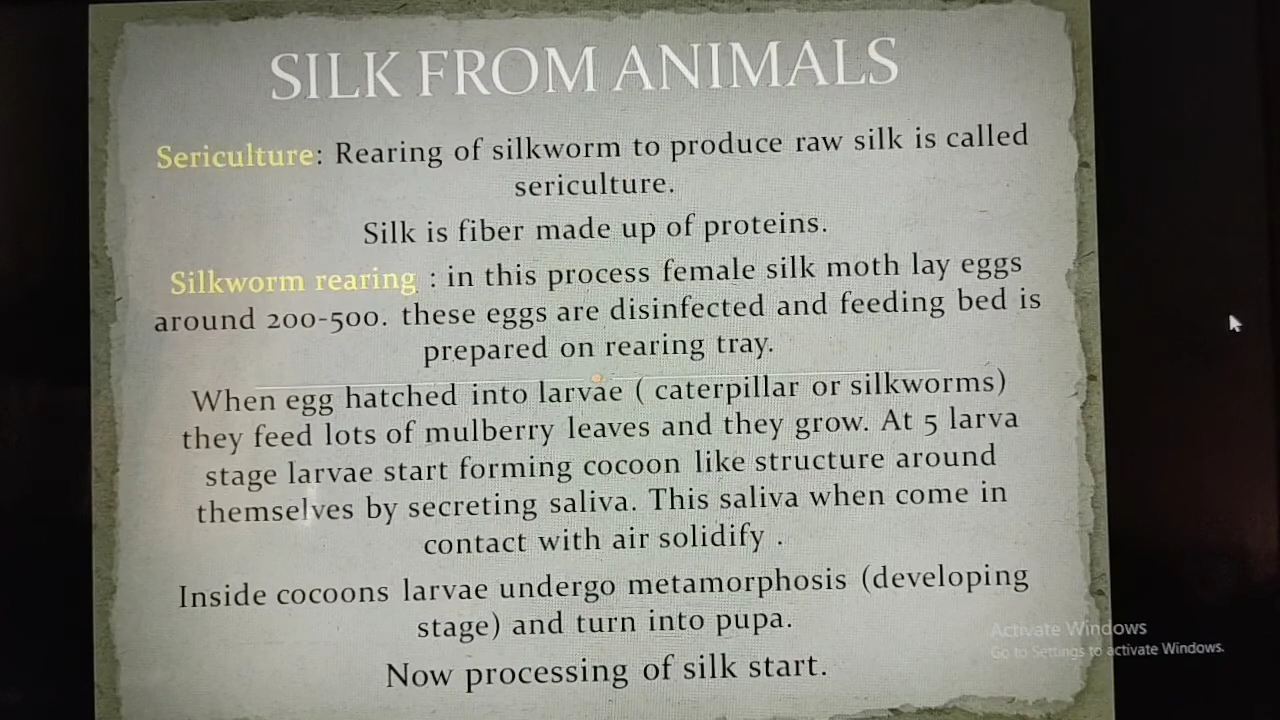 SILK FROM ANIMALS
Sericulture: Rearing of silkworm to produce raw silk is called
sericulture.
Silk is fiber made up of proteins.
Silkworm rearing : in this process female silk moth lay eggs
around 200-500. these eggs are disinfected and feeding bed is
prepared on rearing tray.
When egg hatched into larvae ( caterpillar or silkworms)
they feed lots of mulberry leaves and they grow. At 5 larva
stage larvae start forming cocoon like structure around
themselves by secreting saliva. This saliva when come in
contact with air solidify .
Inside cocoons larvae undergo metamorphosis (developing
stage) and turn into pupa.
Now processing of silk start.
Activate Windows
Go to Settings to activate Windows.